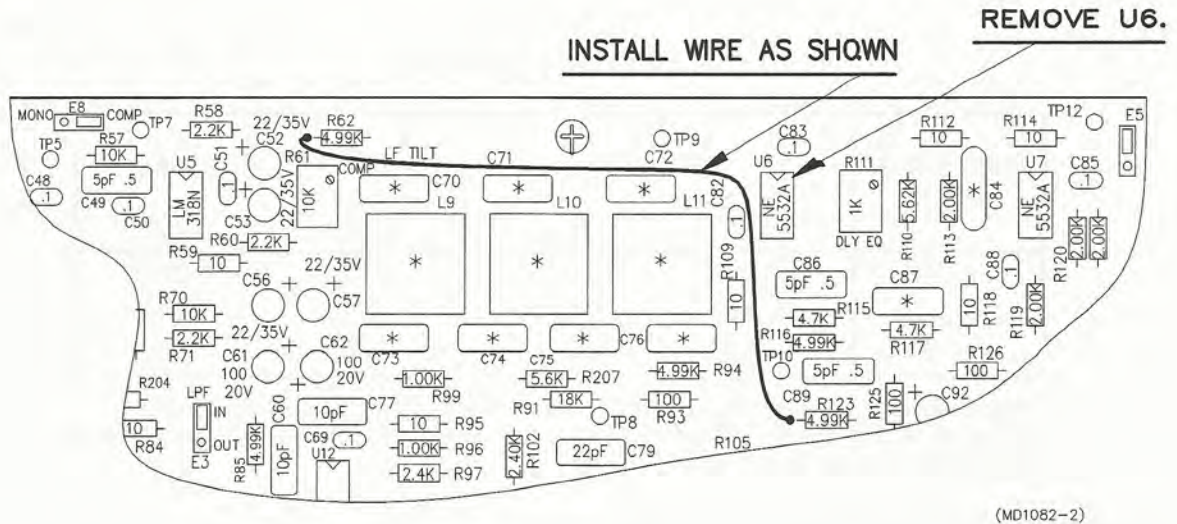 REMOVE U6.
INSTALL WIRE AS SHOWN
MONO E8 COMP
TP7
R58
2.2K
22/35V
C52
R62
4.99K
LF TILT
C71
C72
TP9
C83
.1
R112
10
R114
10
TP12
E5
TP5
R57
10K
U5
LM
318N
C51
.1
R61
COMP
10K
C70
*
*
*
U6
NE
5532A
R111
1K
DLY EQ
U7
NE
5532A
C85
.1
C48
.1
5pF .5
C49
.1
C50
C53
22/35V
L9
L10
L11
C82
.1
R110
5.62K
R113
2.00K
*
C84
R60
2.2K
R59
10
22/35V
*
*
*
R109
10
C86
5pF .5
C87
*
C88
.1
R120
2.00K
2.00K
C56
C57
R70
10K
22/35V
R115
4.7K
4.7K
R117
10
R118
R119
2.00K
2.2K
R71
C61
100
20V
C62
100
20V
*
C73
*
C74
*
C75
C76
*
R116
4.99K
TP10
5pF .5
C89
R126
100
R204
LPF
IN
OUT
E3
10
R84
1.00K
R99
5.6K
R207
4.99K
R94
R91
18K
TP8
100
R93
R123
4.99K
R125
100
C92
C60
10pF
10pF
C77
R85
4.99K
C69
.1
U12
10
R95
1.00K
R96
2.4K
R97
2.40K
R102
22pF
C79
R105
(MD1082-2)